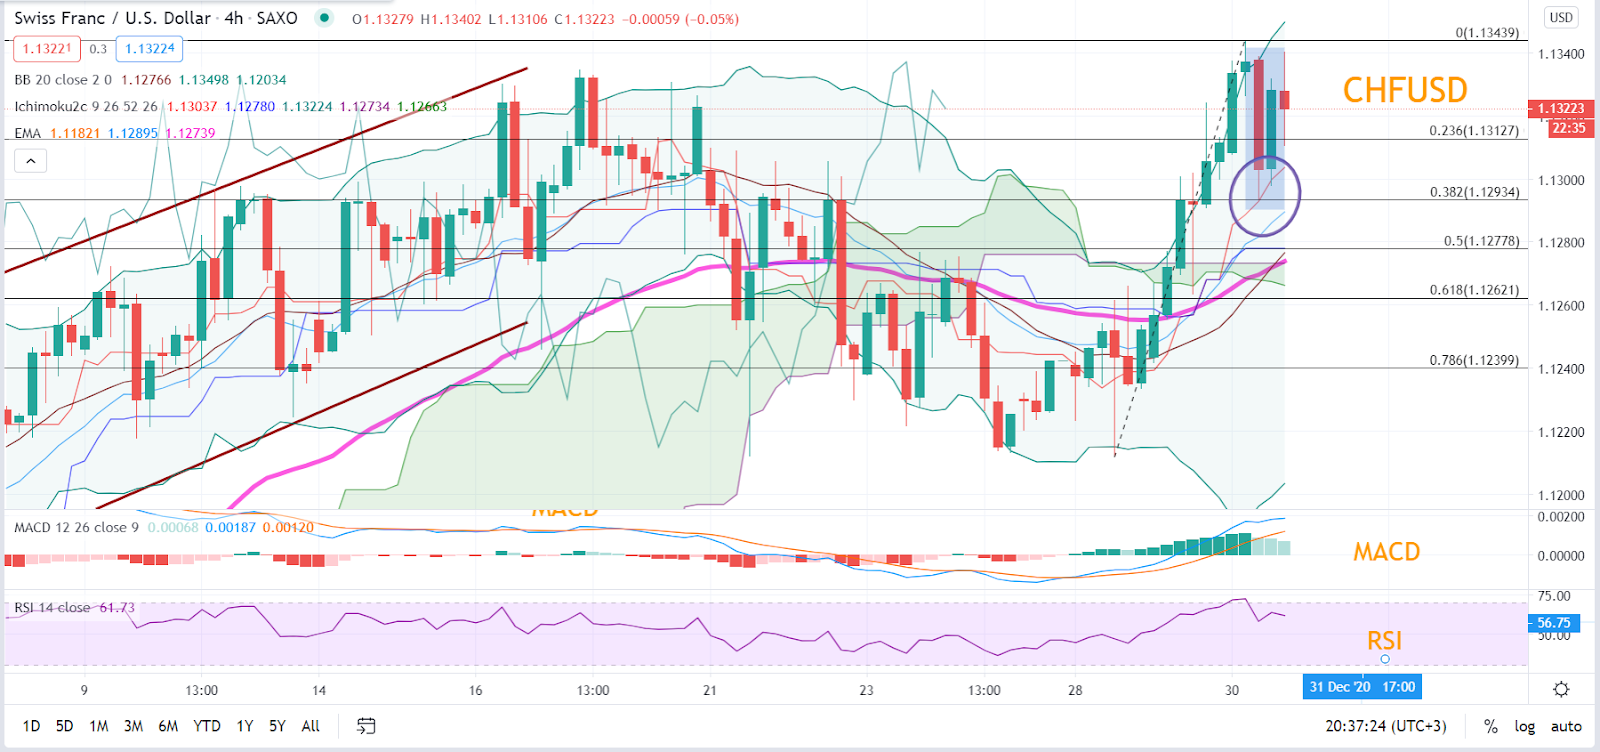 Swiss Franc / U.S. Dollar · 4h · SAXO O1.13279 H1.13402 L1.13106 C1.13223 −0.00059 (−0.05%)
USD
1.13221 0.3 1.13224
0(1.13439)
1.13400
BB 20 close 2 0 1.12766 1.13498 1.12034
CHFUSD
Ichimoku2c 9 26 52 26 1.13037 1.12780 1.13224 1.12734 1.12663
1.13223
22:35
EMA 1.11821 1.12895 1.12739
0.236(1.13127)
1.13000
0.382(1.12934)
0.5(1.12778)
1.12800
0.618(1.12621)
1.12600
0.786(1.12399)
1.12400
1.12200
1.12000
MACD
MACD 12 26 close 9 0.00068 0.00187 0.00120
0.00200
MACD
0.00000
RSI 14 close 61.73
75.00
56.75
50.00
RSI
9 13:00 14 16 13:00 21 23 13:00 28 30 31 Dec '20 17:00
1D 5D 1M 3M 6M YTD 1Y 5Y All 20:37:24 (UTC+3) % log auto